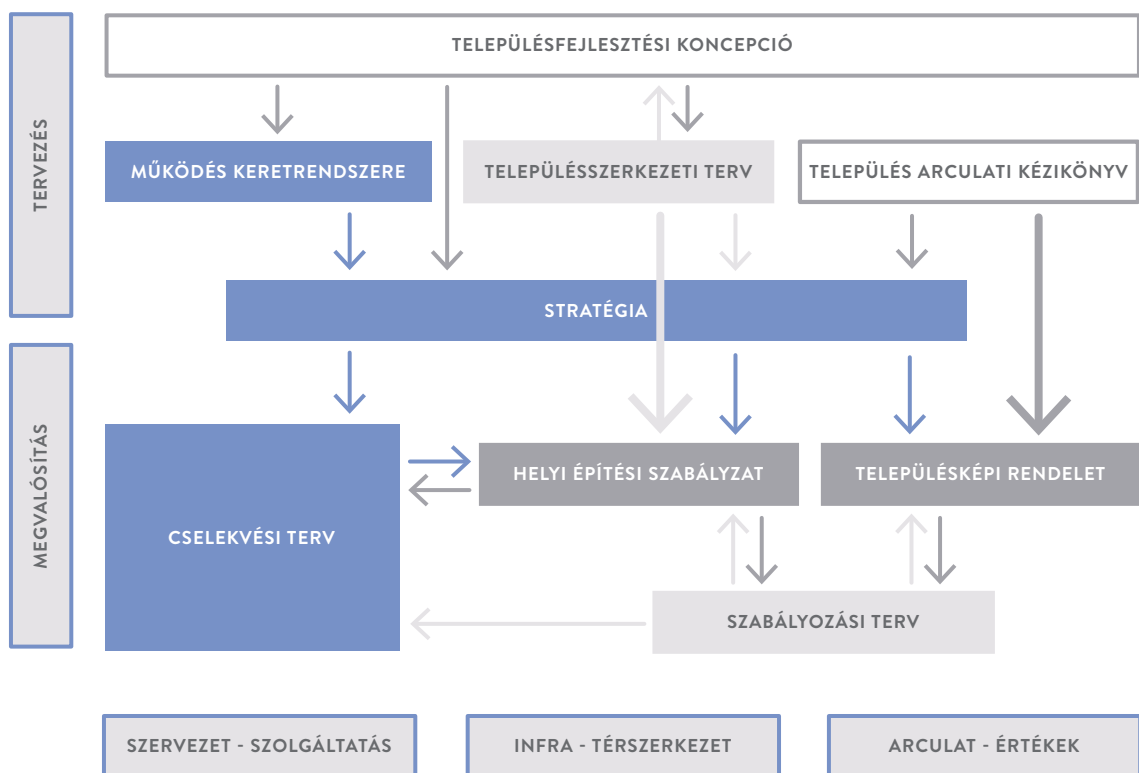 TERVEZÉS
TELEPÜLÉSFEJLESZTÉSI KONCEPCIÓ
MŰKÖDÉS KERETRENDSZERE
TELEPÜLÉSSZERKEZETI TERV
TELEPÜLÉS ARCULATI KÉZIKÖNYV
STRATÉGIA
MEGVALÓSÍTÁS
HELYI ÉPÍTÉSI SZABÁLYZAT
TELEPÜLÉSKÉPI RENDELET
CSELEKVÉSI TERV
SZABÁLYOZÁSI TERV
SZERVEZET - SZOLGÁLTATÁS
INFRA - TÉRSZERKEZET
ARCULAT - ÉRTÉKEK